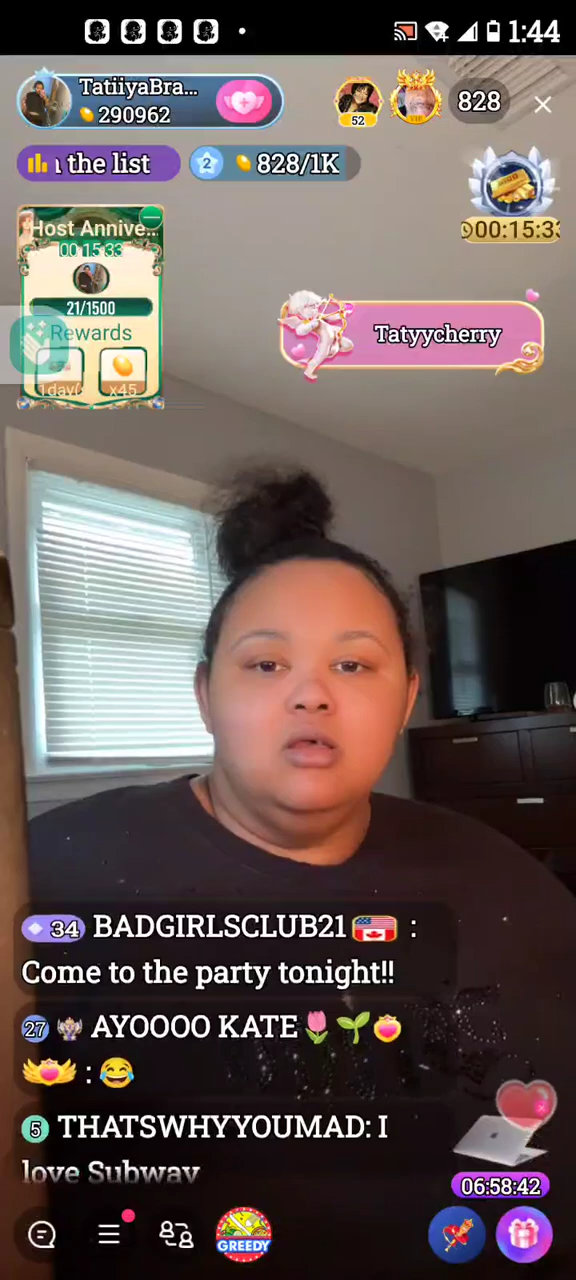 1:44
TatiiyaBra...
290962
52
VIP
828
the list
2
828/1K
00:15:33
Host Annive...
00:15:33
21/1500
Rewards
1day(
x45
Tatyycherry
34 BADGIRLSCLUB21 :
Come to the party tonight!!
27 AYOOOO KATE🌷🌱
: 😂
5 THATSWHYYOUMAD: I
love Subway
06:58:42
GREEDY